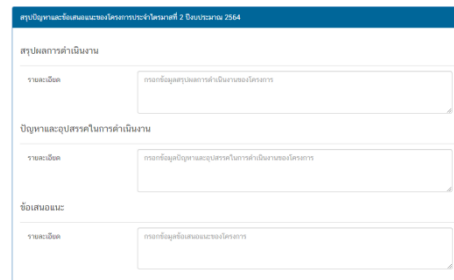 สรุปปัญหาและข้อเสนอแนะของโครงการประจำไตรมาสที่ 2 ปีงบประมาณ 2564
สรุปผลการดำเนินงาน
รายละเอียด
กรอกข้อมูลสรุปผลการดำเนินงานของโครงการ
ปัญหาและอุปสรรคในการดำเนินงาน
รายละเอียด
กรอกข้อมูลปัญหาและอุปสรรคในการดำเนินงานของโครงการ
ข้อเสนอแนะ
รายละเอียด
กรอกข้อมูลข้อเสนอแนะของโครงการ